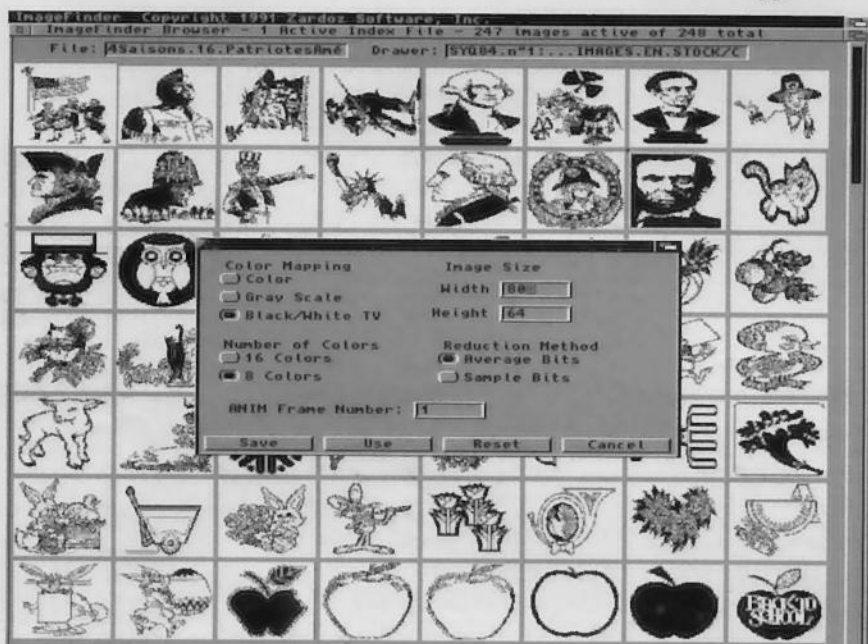 ImageFinder Copyright 1991 Zardoz Software, Inc.
ImageFinder Browser - 1 Active Index File - 247 images active of 248 total
File: 4Saisons.16.PatriotesAmé Drawer: SYQ84.n°1:...IMAGES.EN.STOCK/C
Color Mapping Image Size
Color
Width 80
Gray Scale
Height 64
Black/White TV
Number of Colors Reduction Method
16 Colors Average Bits
8 Colors Sample Bits
ANIM Frame Number: 1
Save Use Reset Cancel
BACK TO
SCHOOL